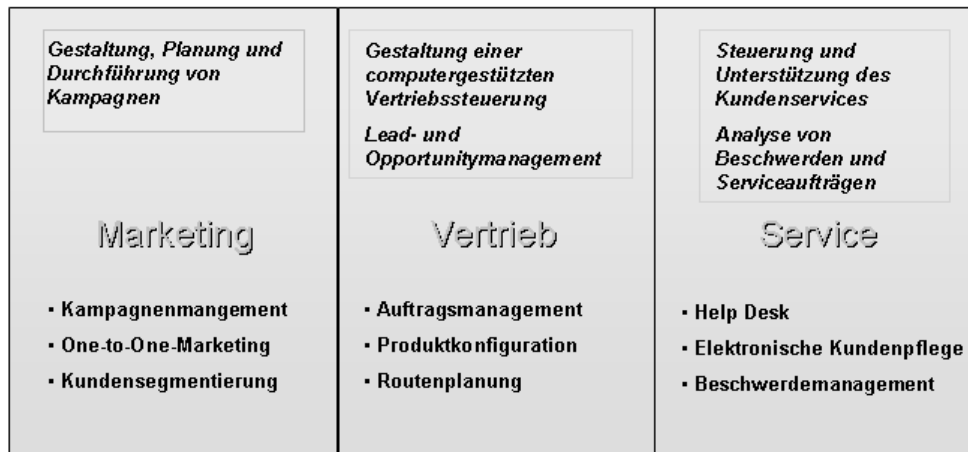 Gestaltung, Planung und
Durchführung von
Kampagnen
Marketing
▪ Kampagnenmangement
▪ One-to-One-Marketing
▪ Kundensegmentierung
Gestaltung einer
computergestützten
Vertriebssteuerung
Lead- und
Opportunitymanagement
Vertrieb
▪ Auftragsmanagement
▪ Produktkonfiguration
▪ Routenplanung
Steuerung und
Unterstützung des
Kundenservices
Analyse von
Beschwerden und
Serviceaufträgen
Service
▪ Help Desk
▪ Elektronische Kundenpflege
▪ Beschwerdemanagement